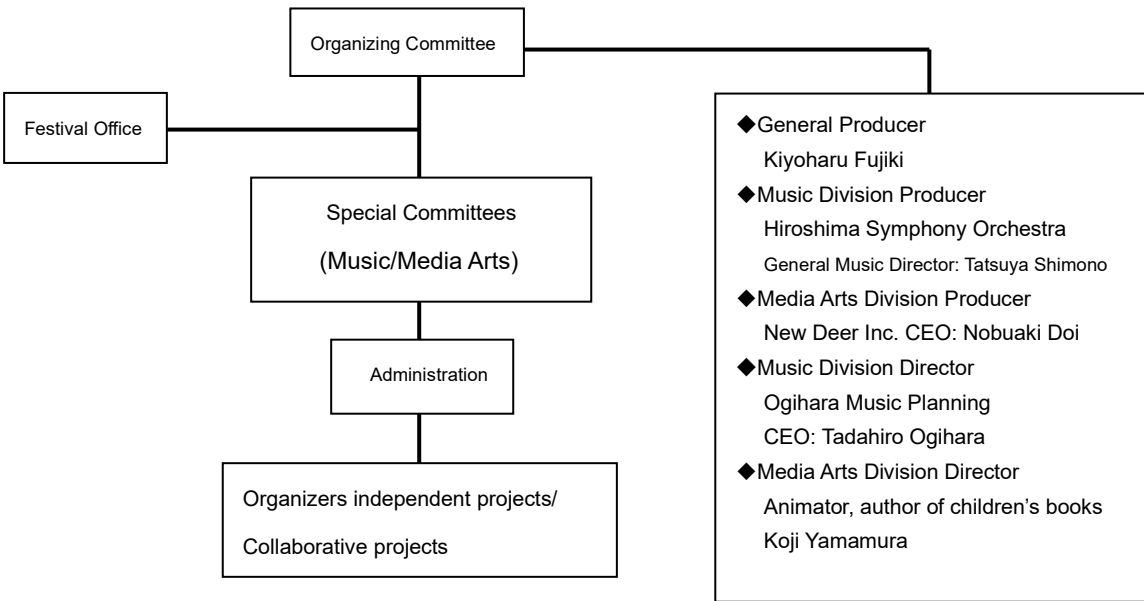 Organizing Committee
Festival Office
Special Committees
(Music/Media Arts)
Administration
Organizers independent projects/
Collaborative projects
◆General Producer
Kiyoharu Fujiki
◆Music Division Producer
Hiroshima Symphony Orchestra
General Music Director: Tatsuya Shimono
◆Media Arts Division Producer
New Deer Inc. CEO: Nobuaki Doi
◆Music Division Director
Ogihara Music Planning
CEO: Tadahiro Ogihara
◆Media Arts Division Director
Animator, author of children’s books
Koji Yamamura